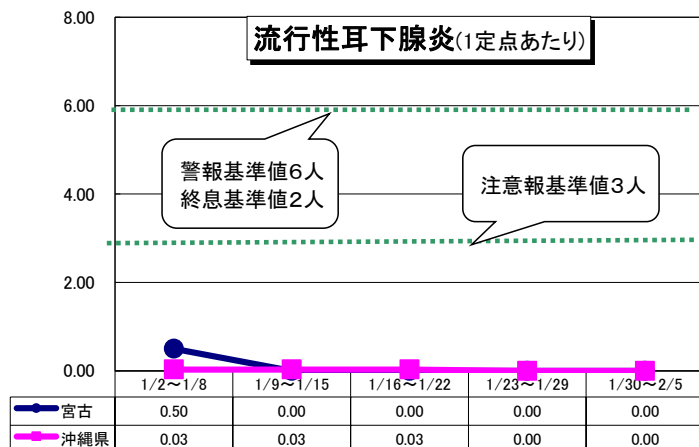 流行性耳下腺炎(1定点あたり)
8.00
6.00
警報基準値6人
終息基準値2人
注意報基準値3人
4.00
2.00
0.00
1/2~1/8 1/9~1/15 1/16~1/22 1/23~1/29 1/30~2/5
宮古 0.50 0.00 0.00 0.00 0.00
沖縄県 0.03 0.03 0.03 0.00 0.00